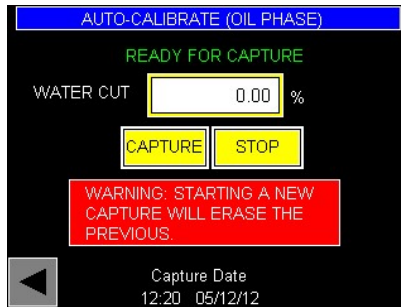 AUTO-CALIBRATE (OIL PHASE)
READY FOR CAPTURE
WATER CUT 0.00 %
CAPTURE STOP
WARNING: STARTING A NEW
CAPTURE WILL ERASE THE
PREVIOUS.
Capture Date
12:20 05/12/12